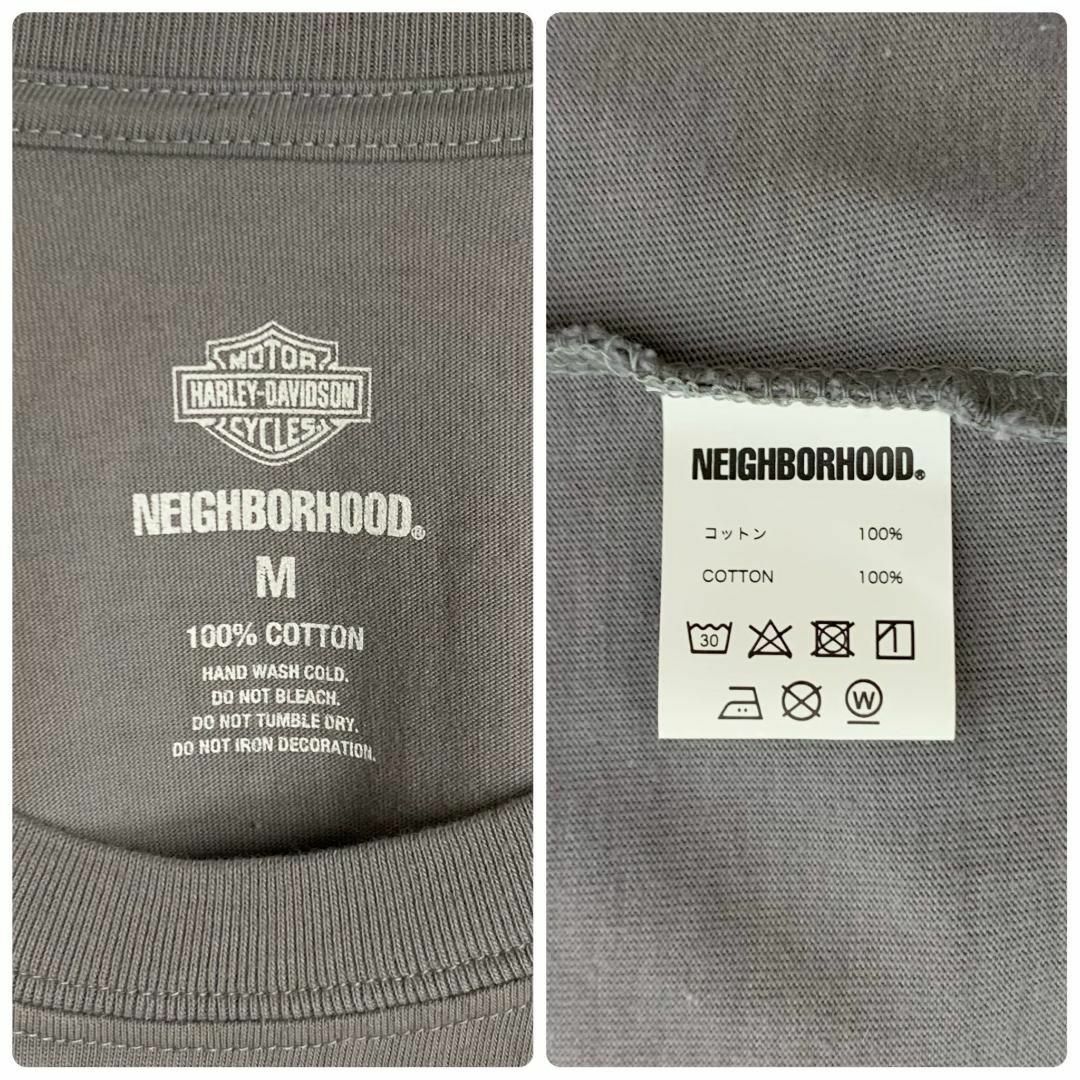 MOTOR
HARLEY-DAVIDSON
CYCLES
NEIGHBORHOOD®
M
100% COTTON
HAND WASH COLD.
DO NOT BLEACH.
DO NOT TUMBLE DRY.
DO NOT IRON DECORATION.
NEIGHBORHOOD®
コットン 100%
COTTON 100%
30
W